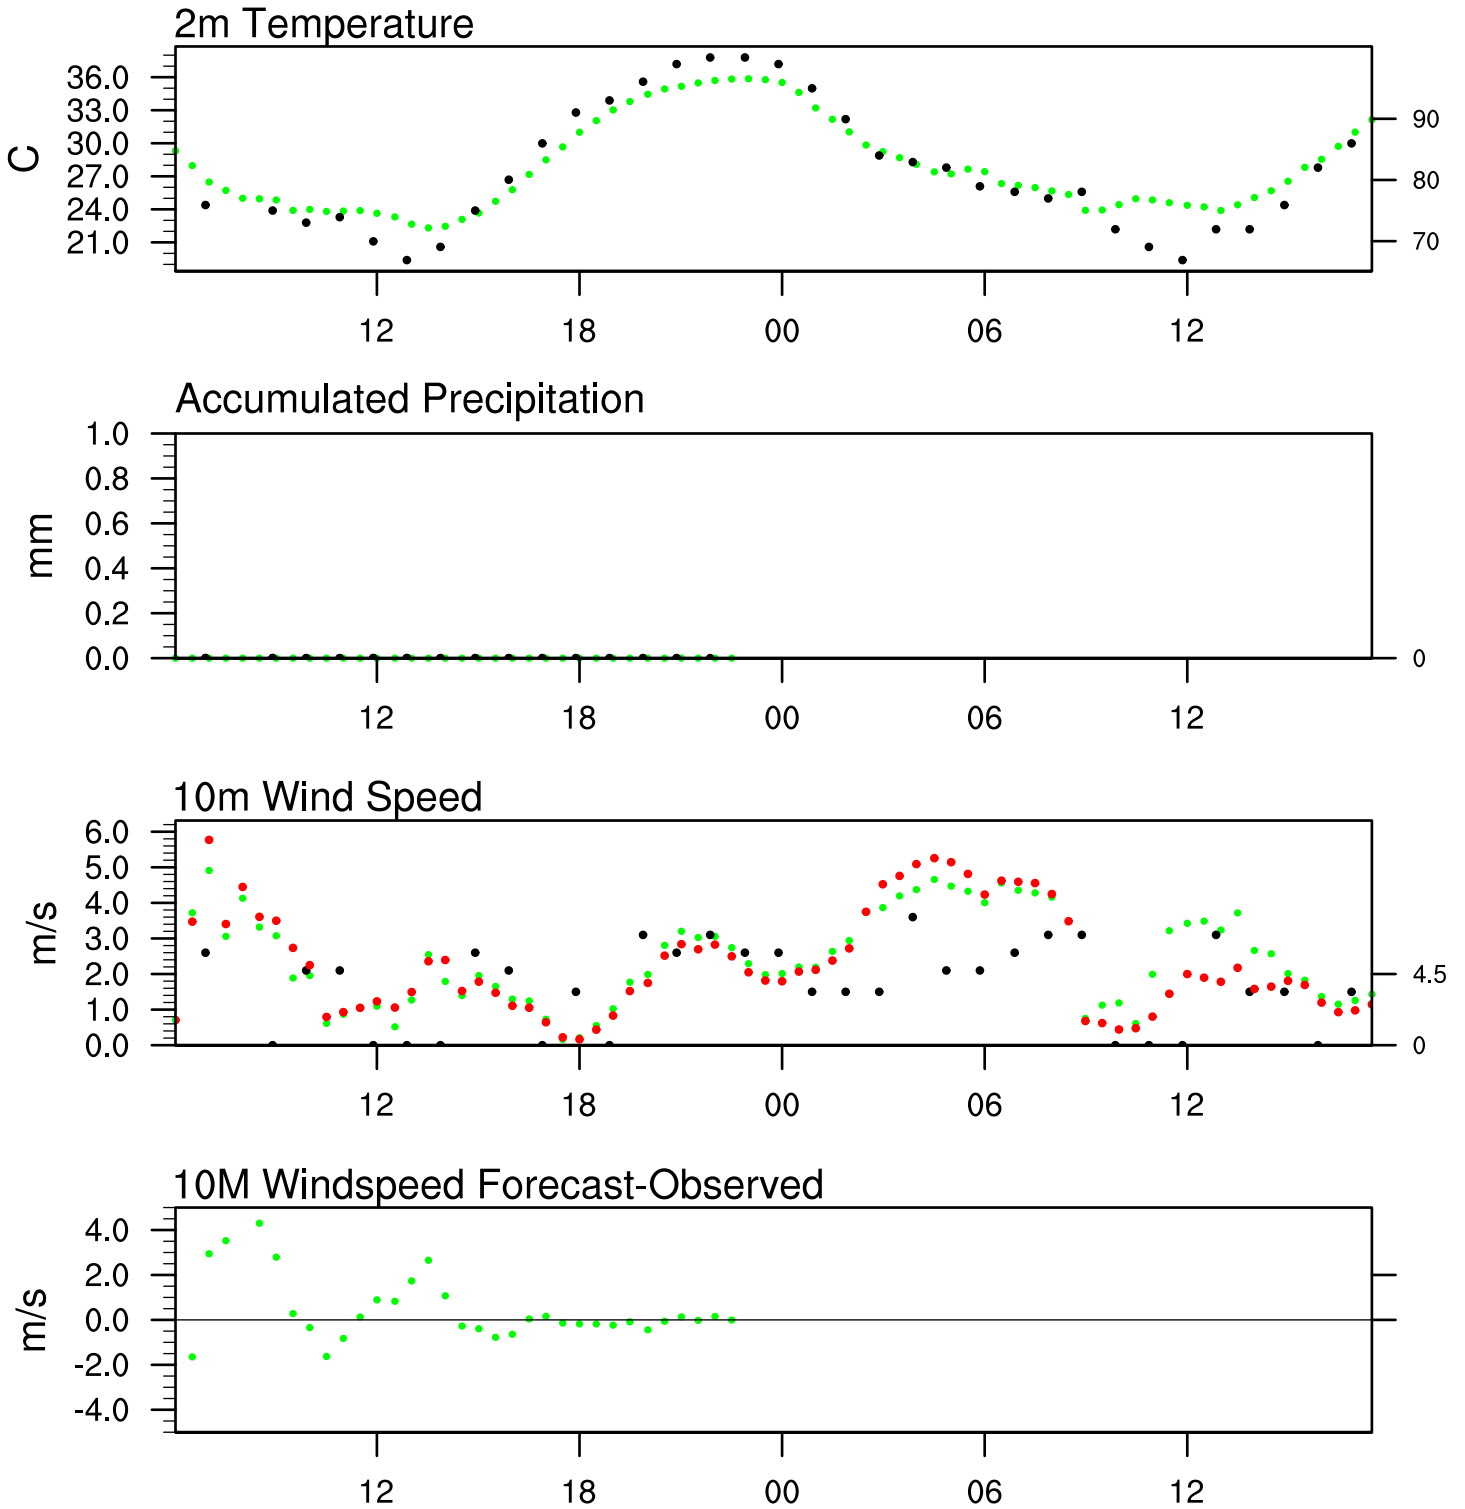 2m Temperature
36.0
33.0
30.0
27.0
24.0
21.0
C
90
80
70
12 18 00 06 12
Accumulated Precipitation
1.0
0.8
0.6
0.4
0.2
0.0
mm
0
12 18 00 06 12
10m Wind Speed
6.0
5.0
4.0
3.0
2.0
1.0
0.0
m/s
4.5
0
12 18 00 06 12
10M Windspeed Forecast-Observed
4.0
2.0
0.0
-2.0
-4.0
m/s
12 18 00 06 12